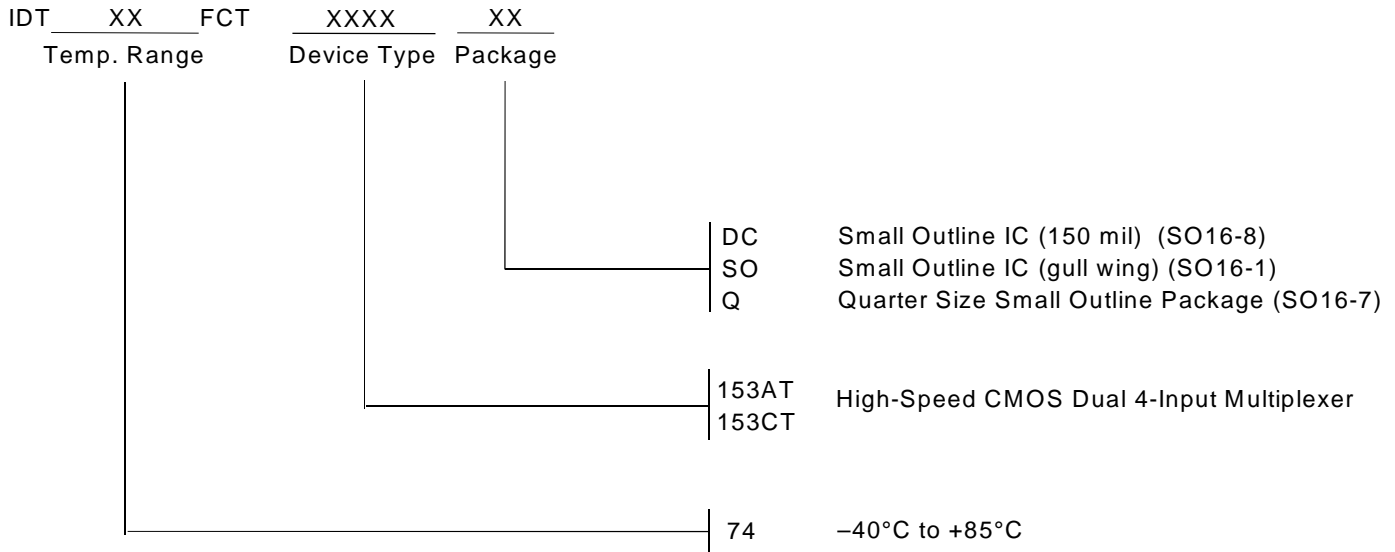 IDT XX FCT XXXX XX
Temp. Range Device Type Package
DC Small Outline IC (150 mil) (SO16-8)
SO Small Outline IC (gull wing) (SO16-1)
Q Quarter Size Small Outline Package (SO16-7)
153AT
High-Speed CMOS Dual 4-Input Multiplexer
153CT
74 –40°C to +85°C